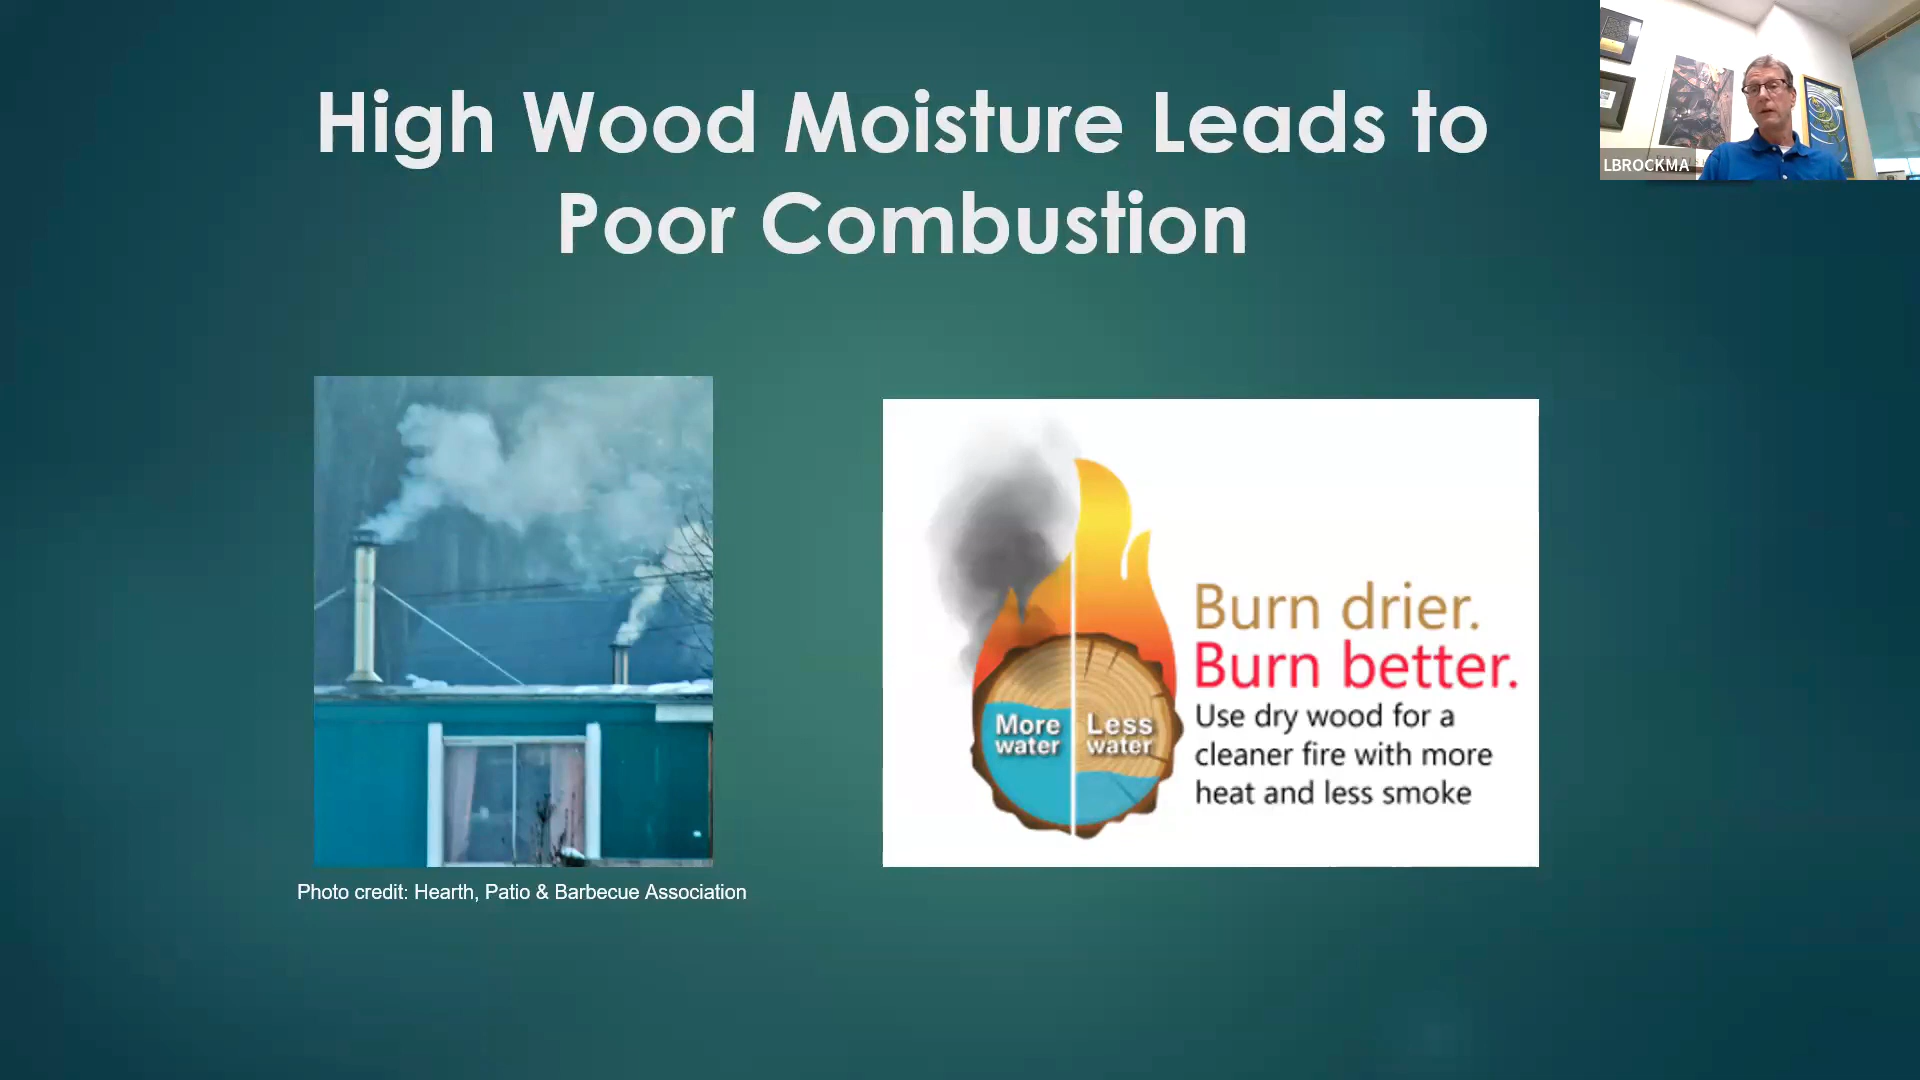 High Wood Moisture Leads to
Poor Combustion
LBROCKMA
More
water
Less
water
Burn drier.
Burn better.
Use dry wood for a
cleaner fire with more
heat and less smoke
Photo credit: Hearth, Patio & Barbecue Association